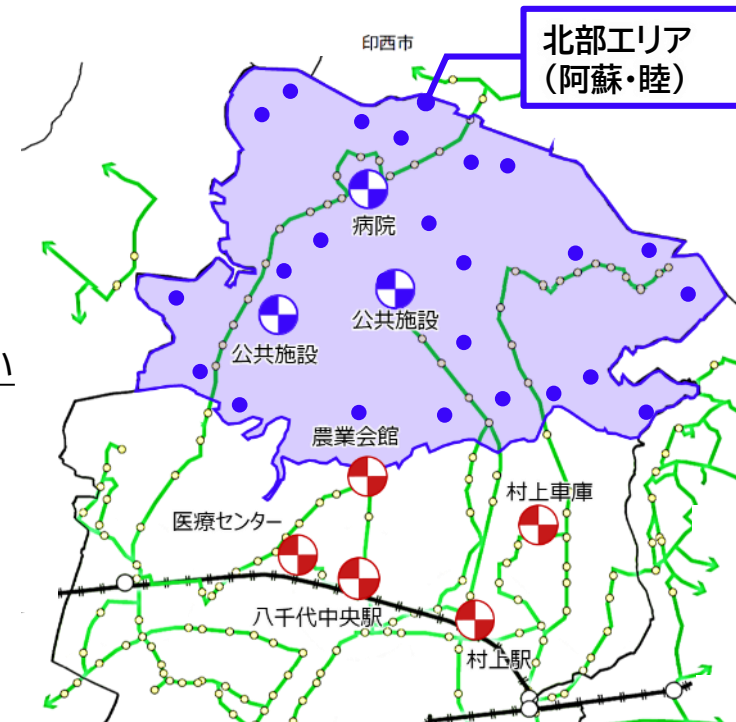 印西市
北部エリア
（阿蘇・睦）
病院
公共施設
公共施設
い
農業会館
村上車庫
医療センター
八千代中央駅
村上駅